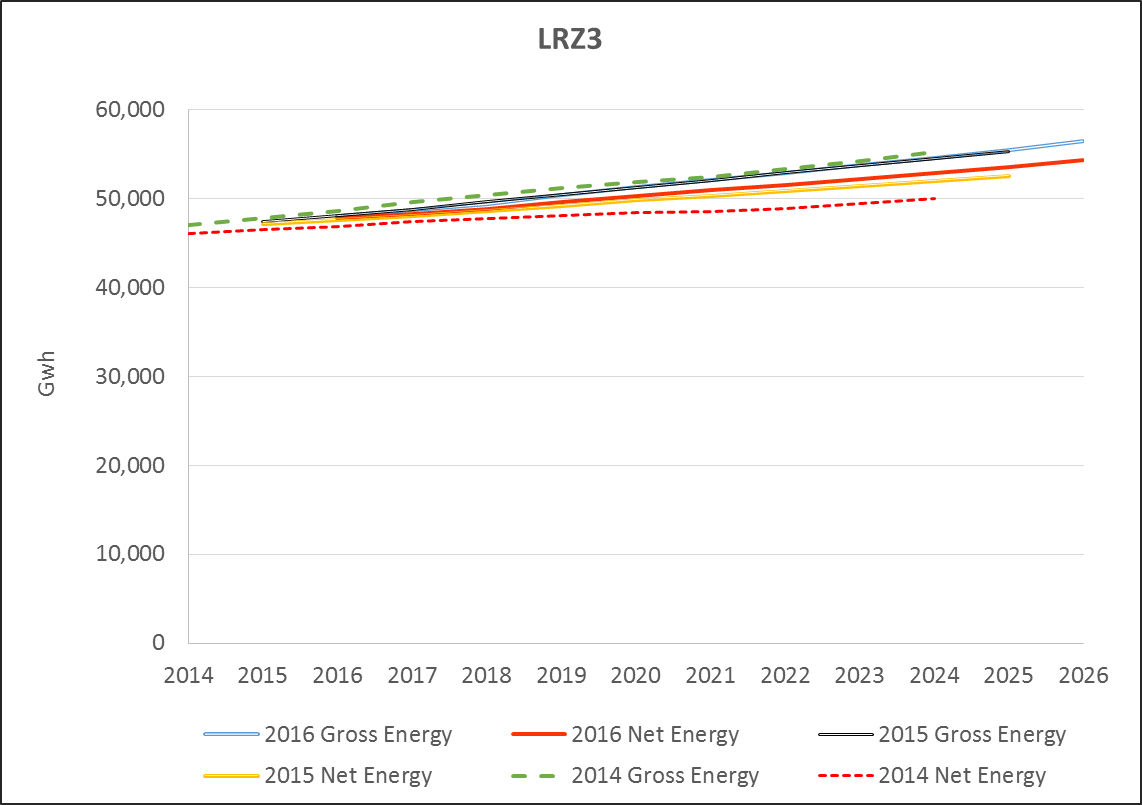 LRZ3
60,000
50,000
40,000
30,000
20,000
10,000
0
Gwh
2014 2015 2016 2017 2018 2019 2020 2021 2022 2023 2024 2025 2026
2016 Gross Energy 2016 Net Energy 2015 Gross Energy
2015 Net Energy 2014 Gross Energy 2014 Net Energy